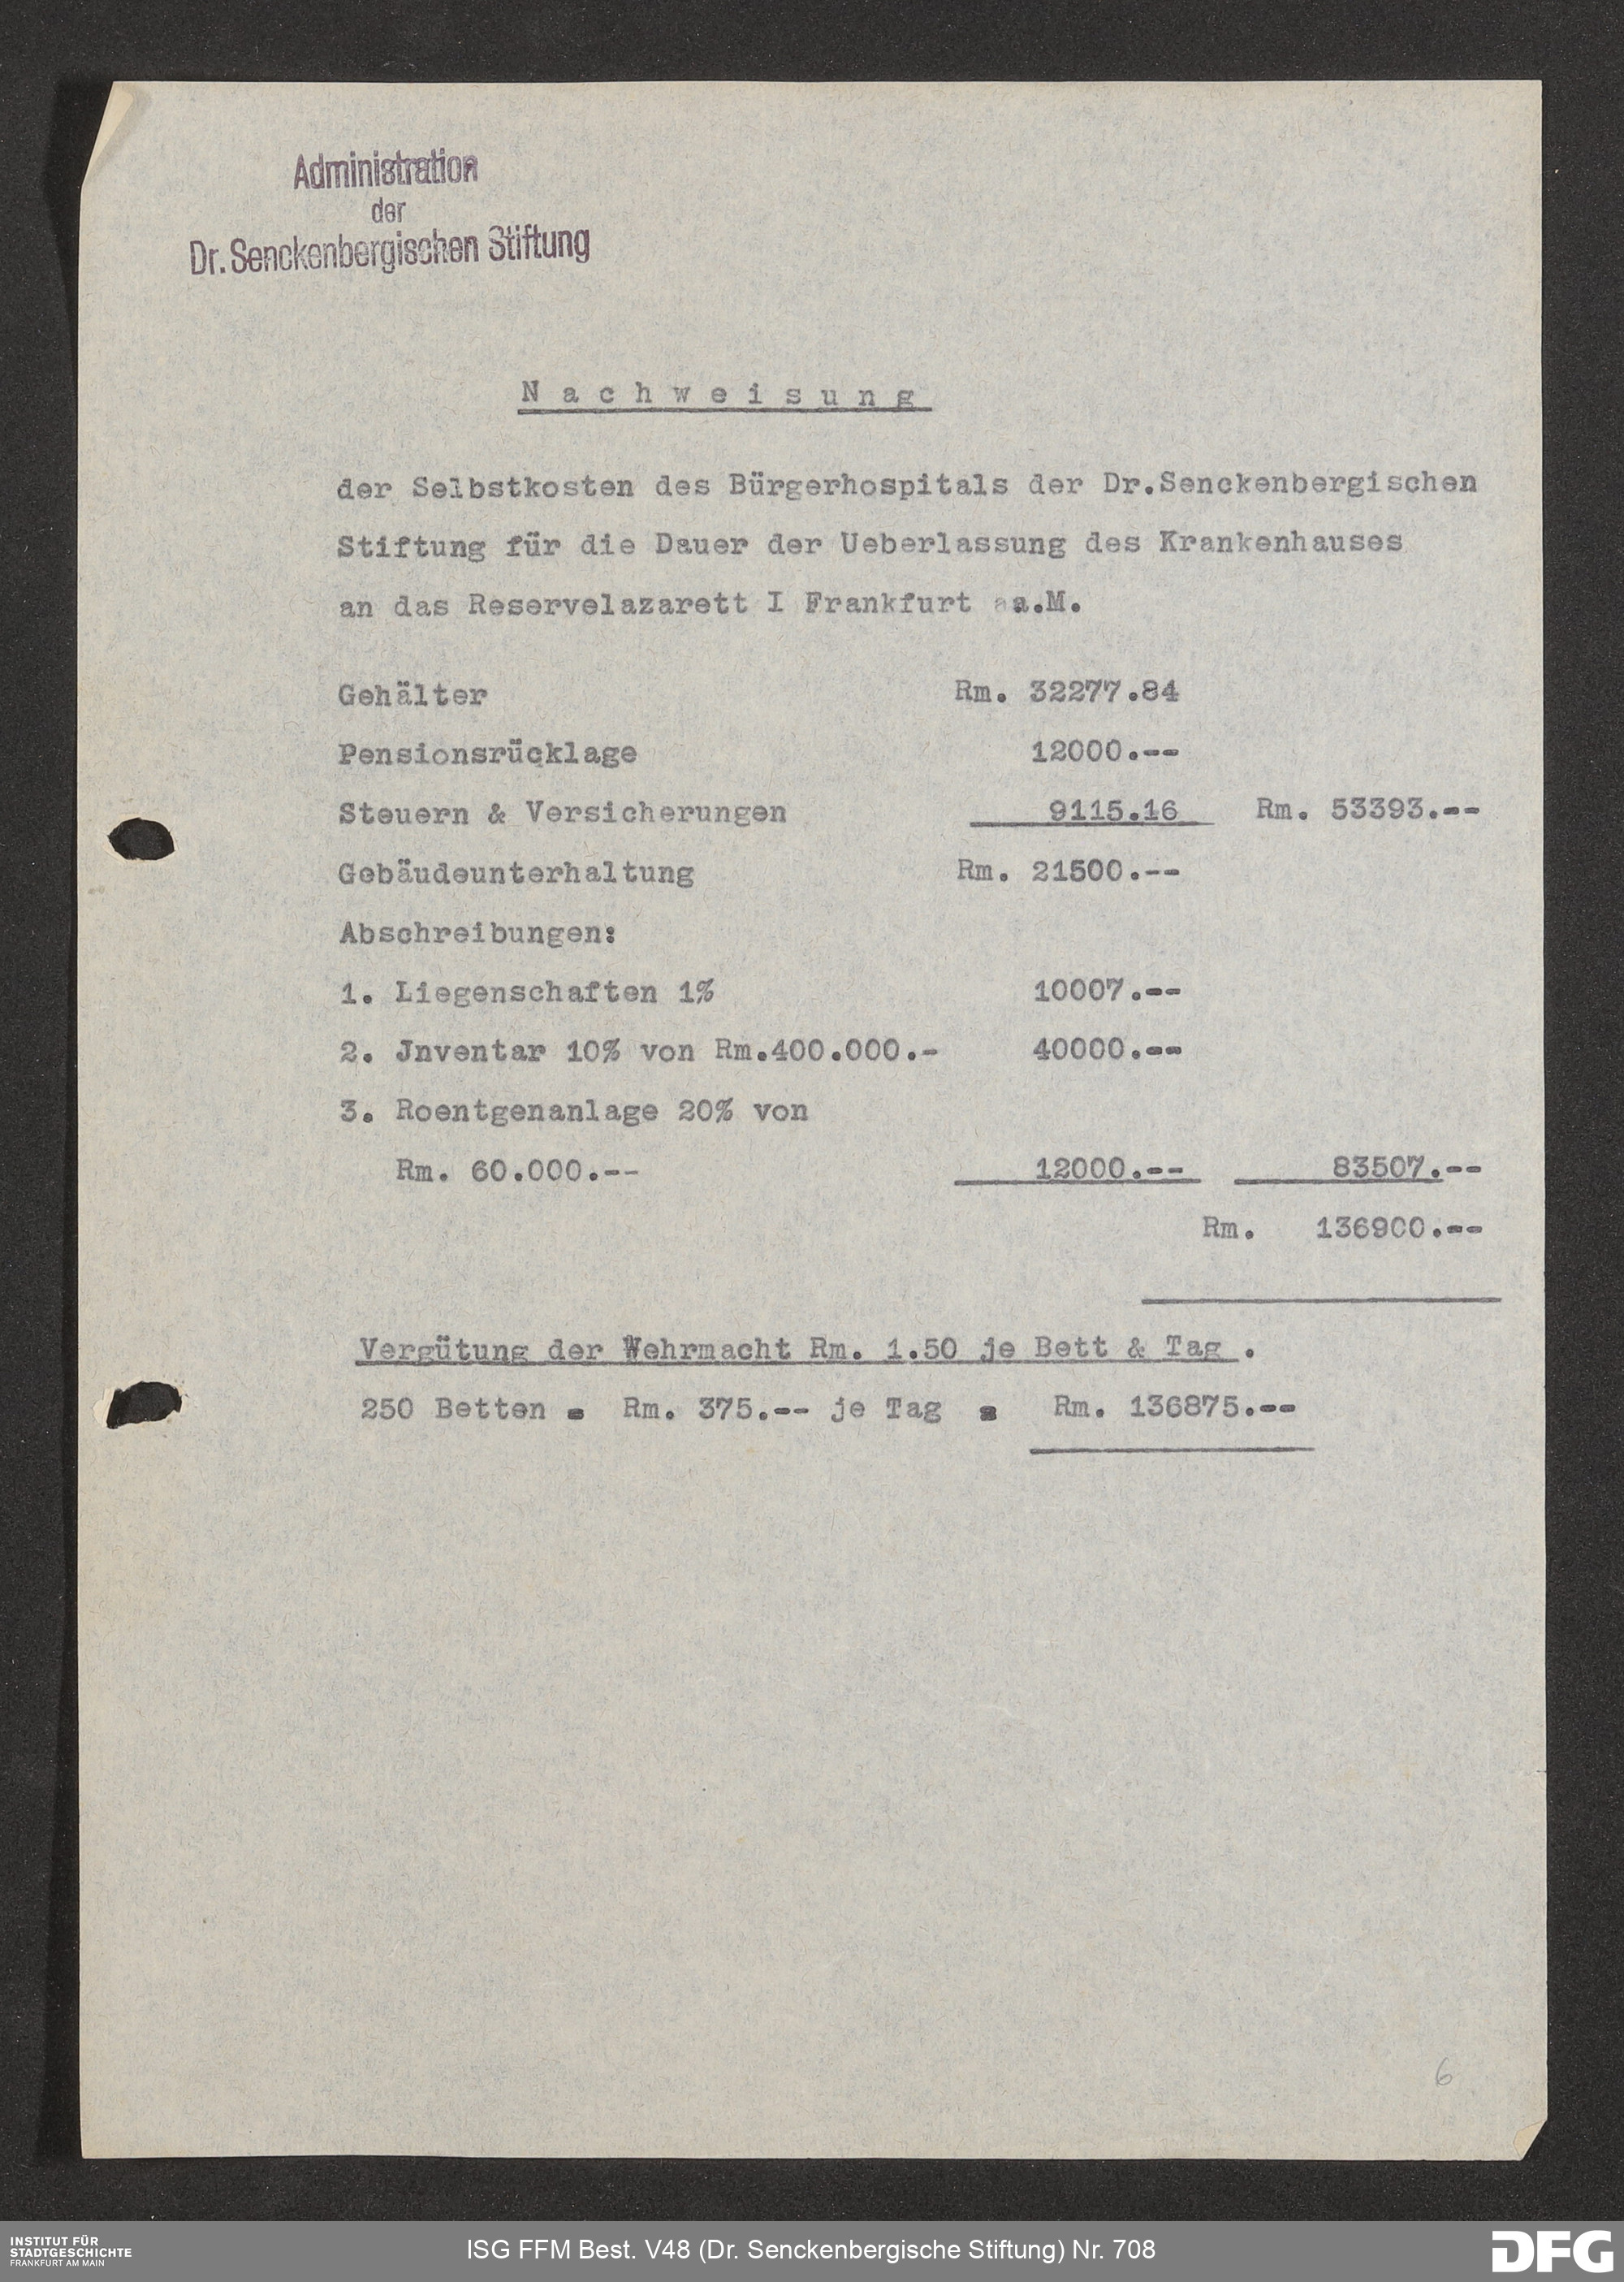 Administration
der
Dr. Senckenbergischen Stiftung
Nachweisung
der Selbstkosten des Bürgerhospitals der Dr.Senckenbergischen
Stiftung für die Dauer der Ueberlassung des Krankenhauses
an das Reservelazarett I Frankfurt aa.M.
Gehälter Rm. 32277.84
Pensionsrücklage 12000.--
Steuern & Versicherungen 9115.16 Rm. 53393.--
Gebäudeunterhaltung Rm. 21500.--
Abschreibungen:
1. Liegenschaften 1% 10007.--
2. Jnventar 10% von Rm.400.000.- 40000.--
3. Roentgenanlage 20% von
Rm. 60.000.-- 12000.-- 83507.--
Rm. 136900.--
Vergütung der Wehrmacht Rm. 1.50 je Bett & Tag .
250 Betten = Rm. 375.-- je Tag = Rm. 136875.--
6
INSTITUT FÜR
STADTGESCHICHTE
FRANKFURT AM MAIN
ISG FFM Best. V48 (Dr. Senckenbergische Stiftung) Nr. 708
DFG